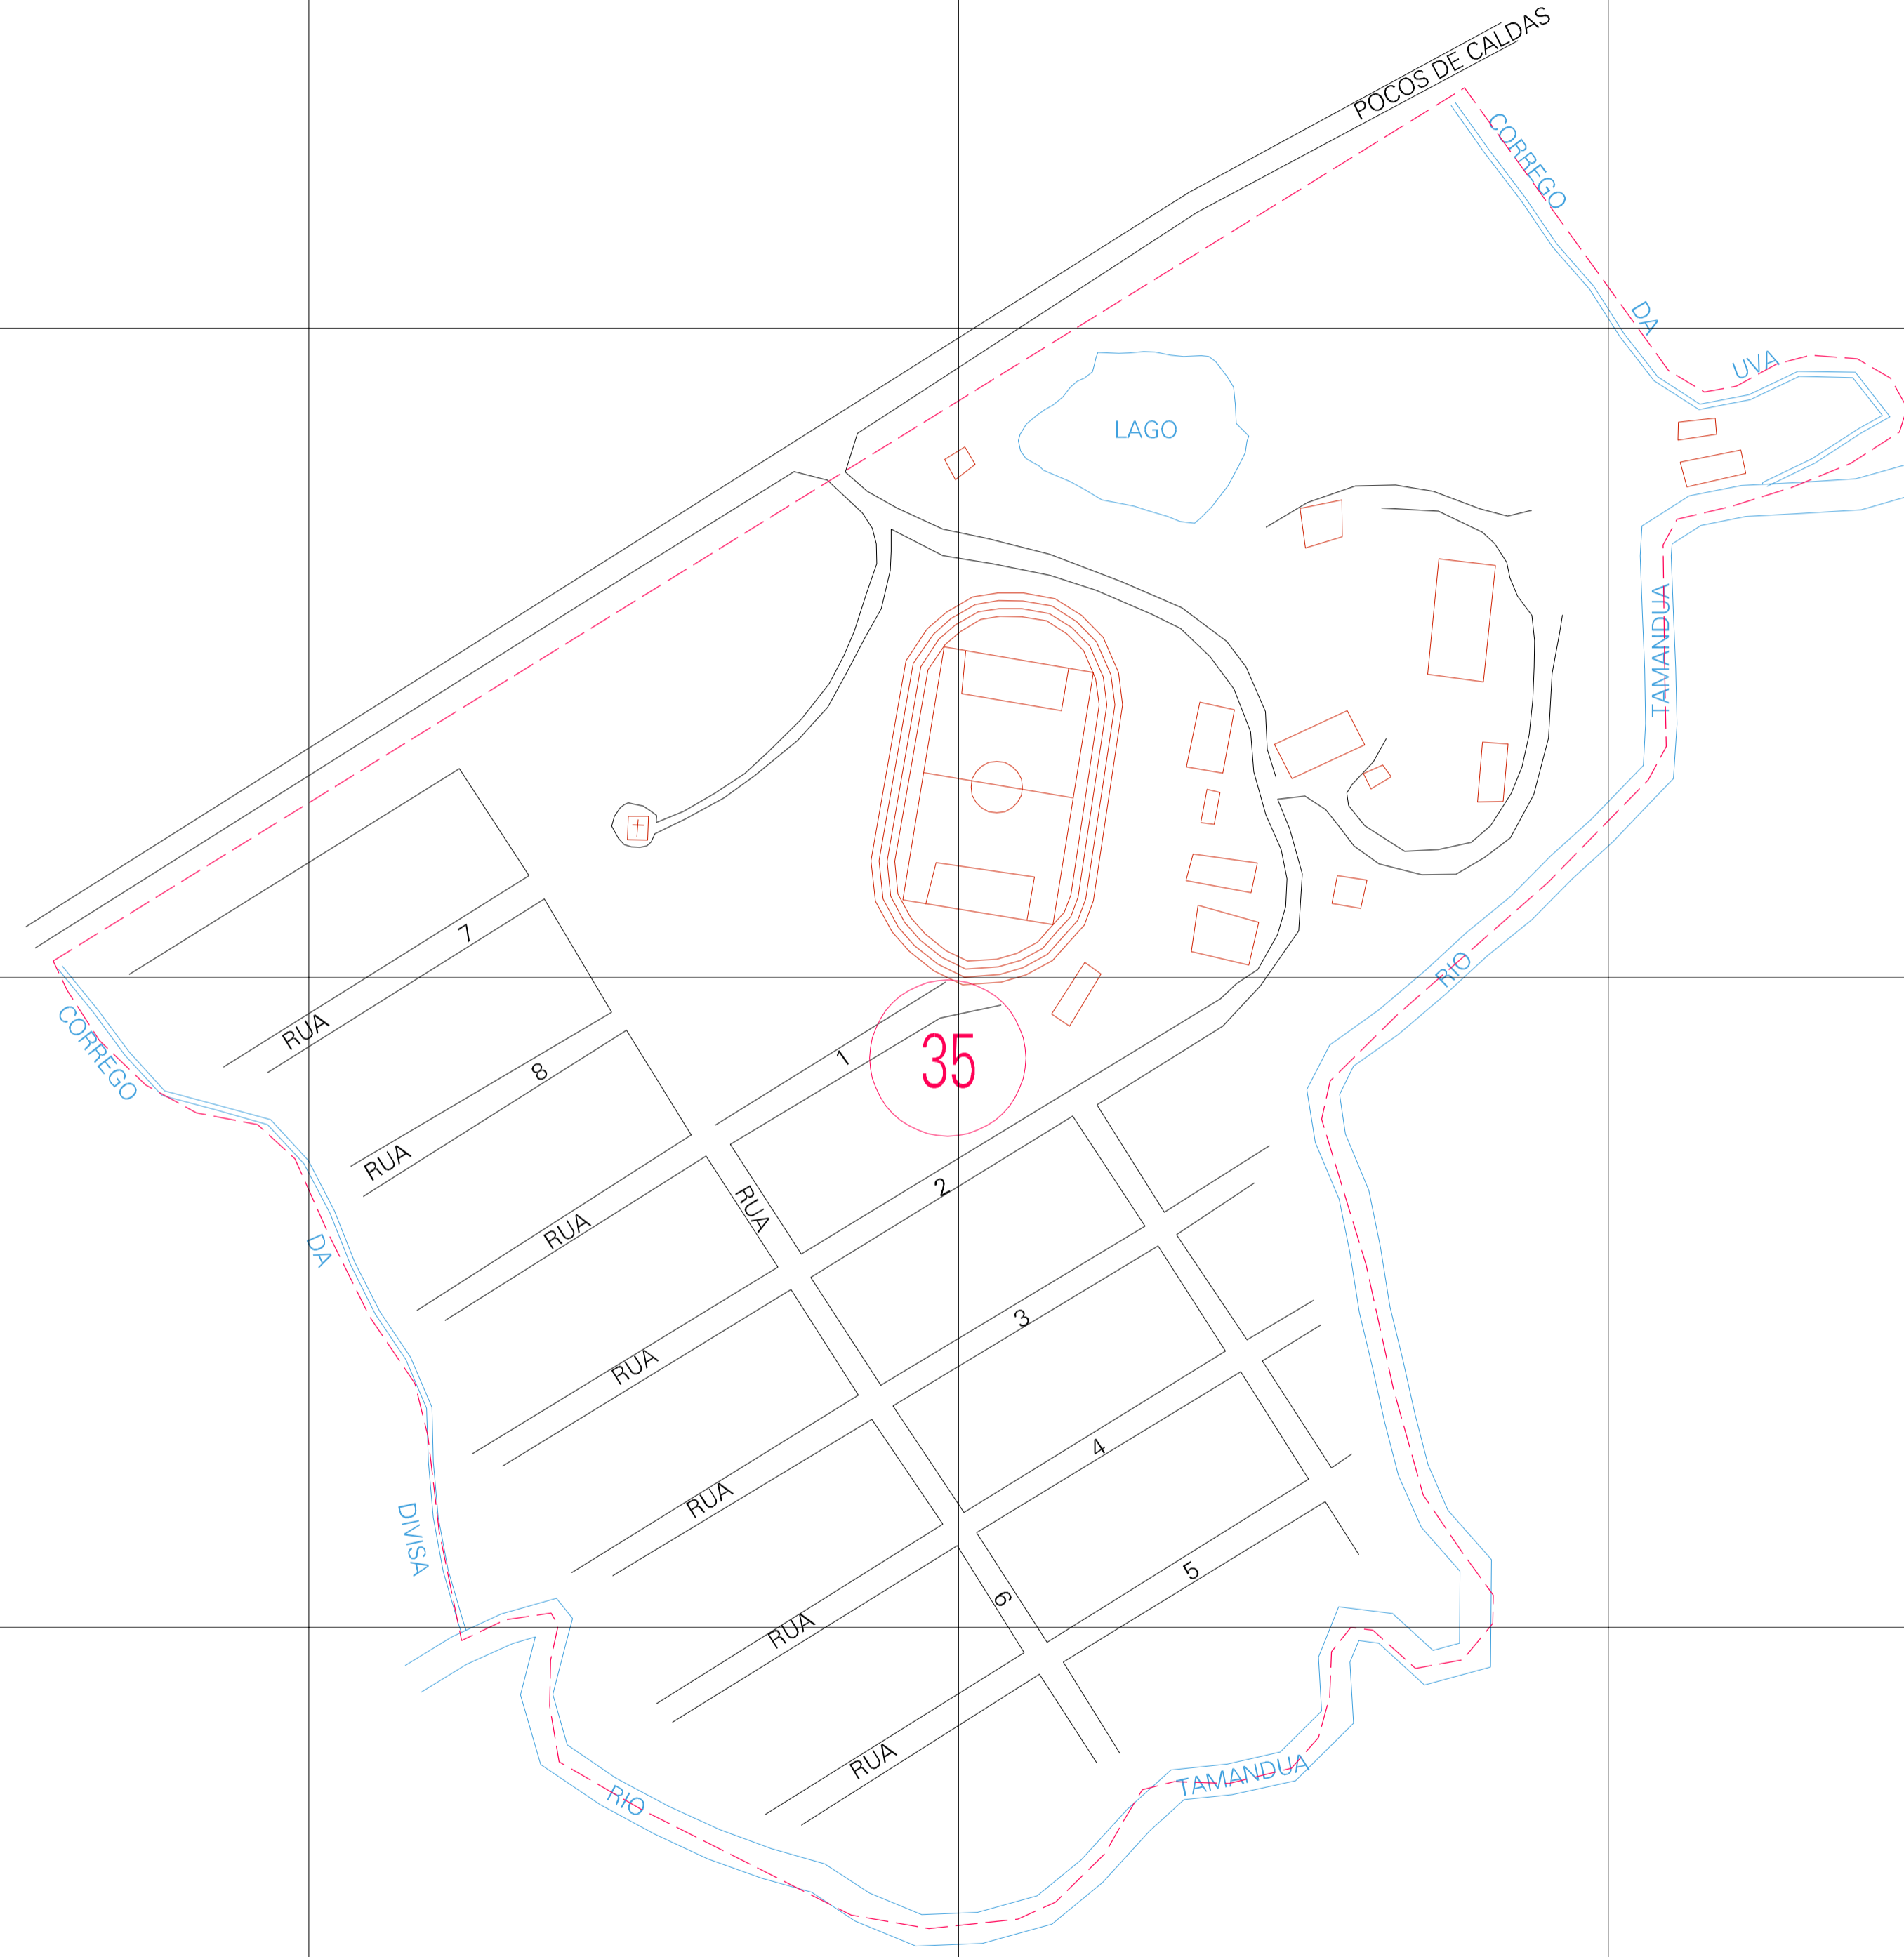 POCOS DE CALDAS
CORREGO
DA
UVA
LAGO
TAMANDUA
RIO
RUA 7
RUA 8
RUA 1
CORREGO
DA
DIVISA
35
RUA 2
RUA
RUA 3
RUA 4
RUA 5
6
RUA
RIO
TAMANDUA